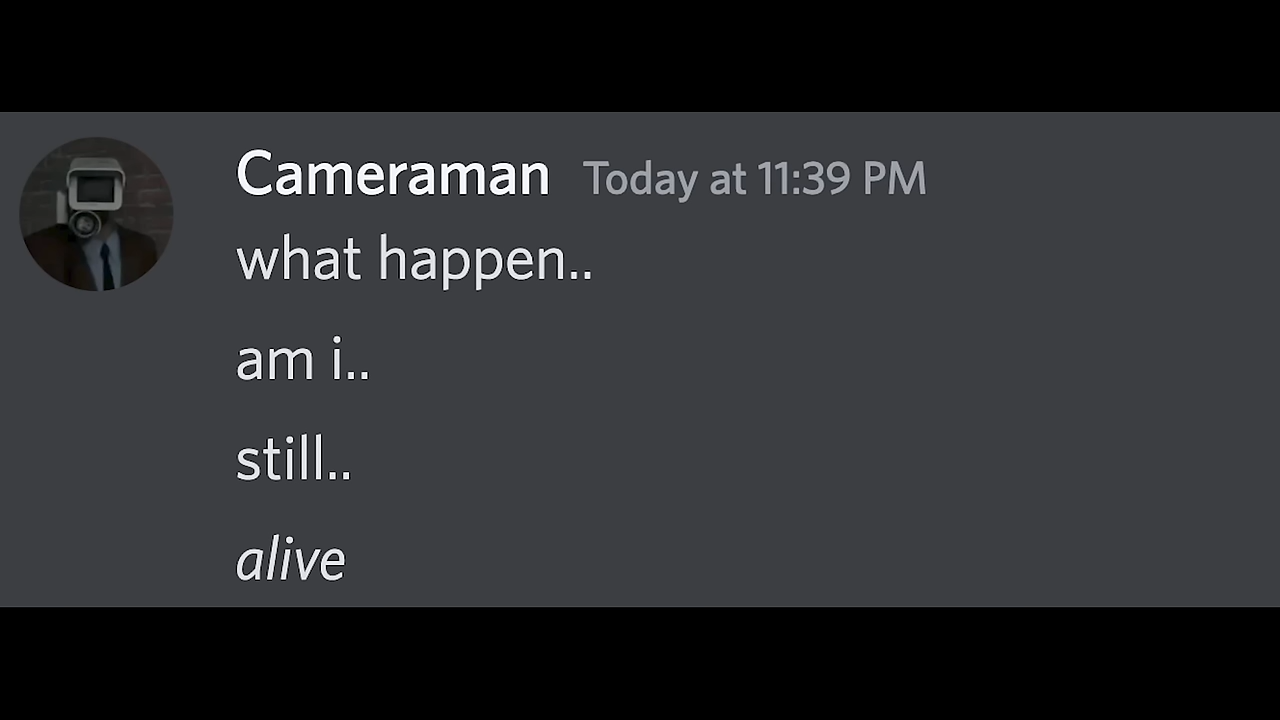 Cameraman Today at 11:39 PM
what happen..
am i..
still..
alive